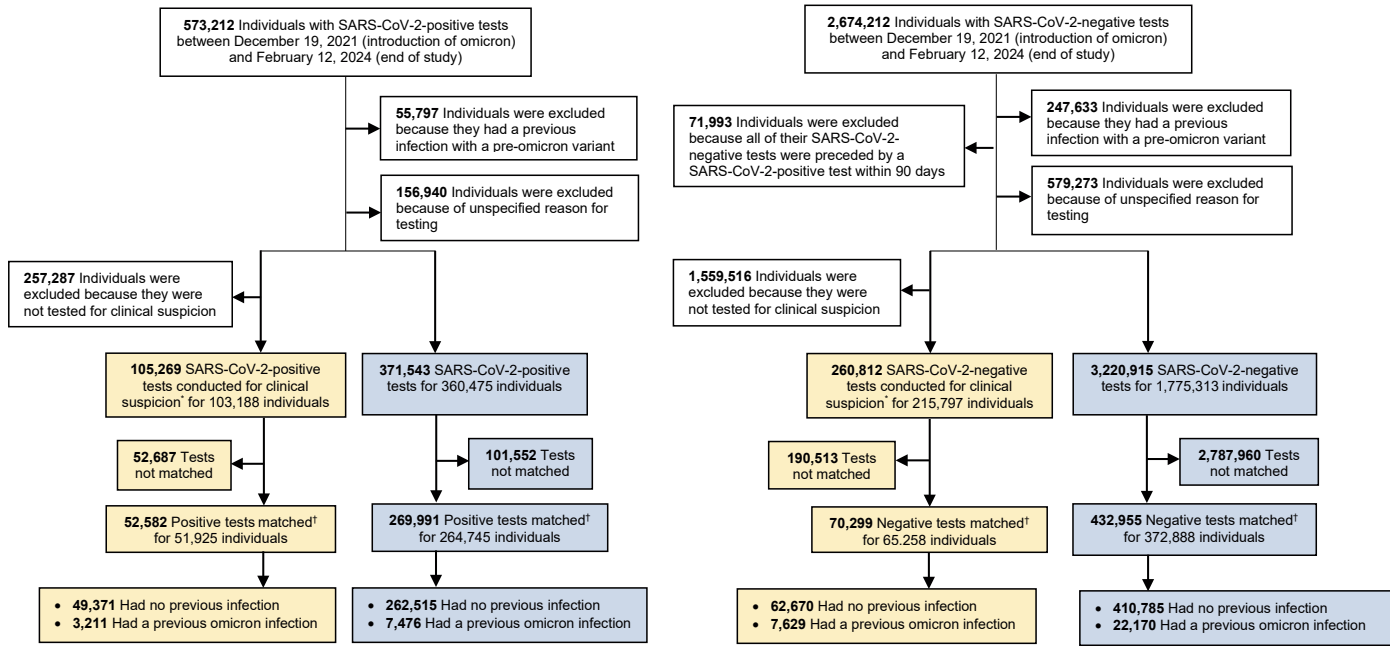 573,212 Individuals with SARS-CoV-2-positive tests
between December 19, 2021 (introduction of omicron)
and February 12, 2024 (end of study)
55,797 Individuals were excluded
because they had a previous
infection with a pre-omicron variant
156,940 Individuals were excluded
because of unspecified reason for
testing
257,287 Individuals were
excluded because they were
not tested for clinical suspicion
105,269 SARS-CoV-2-positive
tests conducted for clinical
suspicion* for 103,188 individuals
371,543 SARS-CoV-2-positive
tests for 360,475 individuals
52,687 Tests
not matched
101,552 Tests
not matched
52,582 Positive tests matched†
for 51,925 individuals
269,991 Positive tests matched†
for 264,745 individuals
• 49,371 Had no previous infection
• 3,211 Had a previous omicron infection
• 262,515 Had no previous infection
• 7,476 Had a previous omicron infection
2,674,212 Individuals with SARS-CoV-2-negative tests
between December 19, 2021 (introduction of omicron)
and February 12, 2024 (end of study)
71,993 Individuals were excluded
because all of their SARS-CoV-2-
negative tests were preceded by a
SARS-CoV-2-positive test within 90 days
247,633 Individuals were excluded
because they had a previous
infection with a pre-omicron variant
579,273 Individuals were excluded
because of unspecified reason for
testing
1,559,516 Individuals were
excluded because they were
not tested for clinical suspicion
260,812 SARS-CoV-2-negative
tests conducted for clinical
suspicion* for 215,797 individuals
3,220,915 SARS-CoV-2-negative
tests for 1,775,313 individuals
190,513 Tests
not matched
2,787,960 Tests
not matched
70,299 Negative tests matched†
for 65.258 individuals
432,955 Negative tests matched†
for 372,888 individuals
• 62,670 Had no previous infection
• 7,629 Had a previous omicron infection
• 410,785 Had no previous infection
• 22,170 Had a previous omicron infection